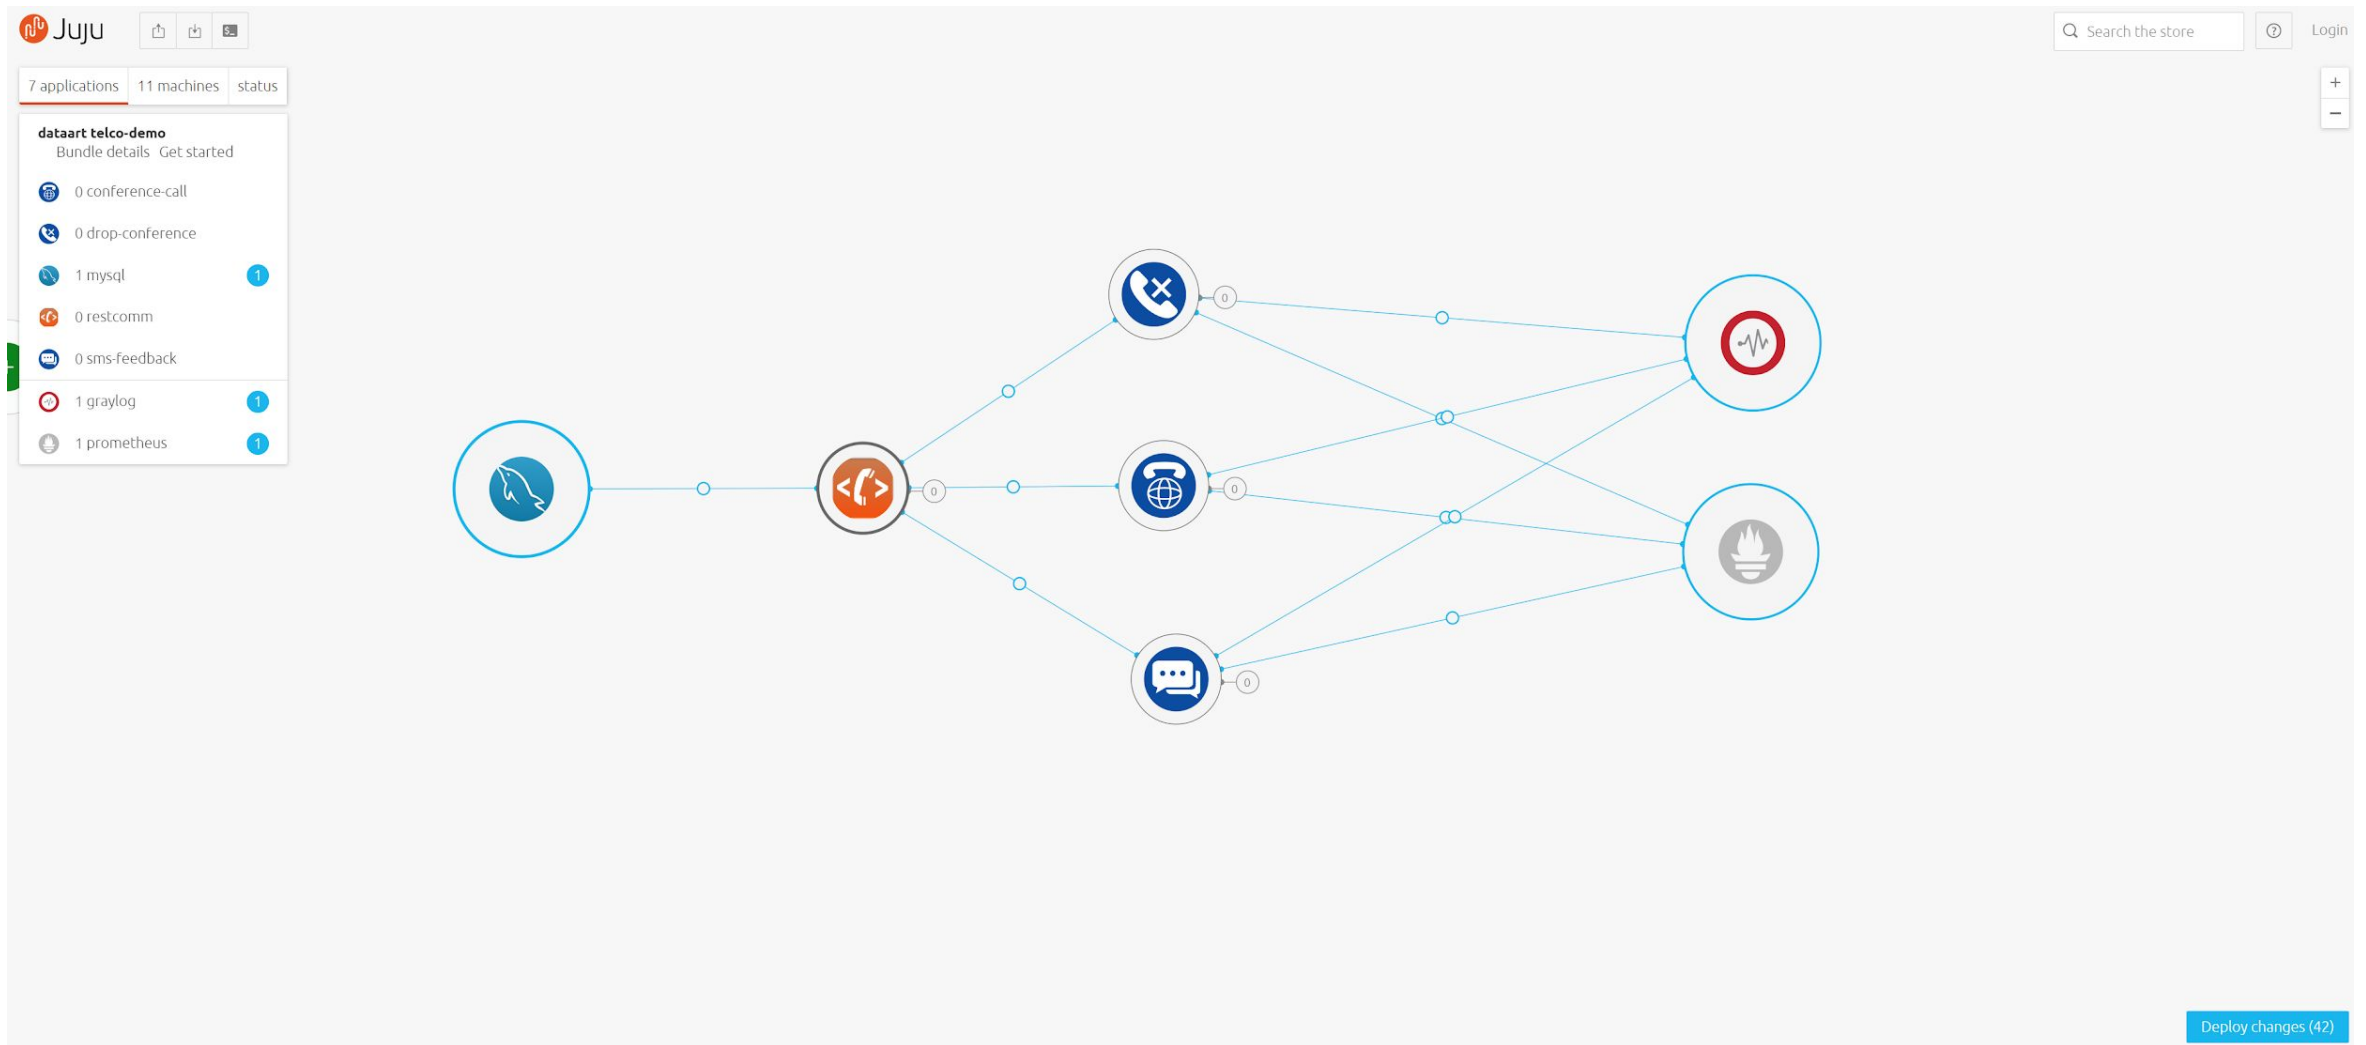 Juju
Search the store
Login
7 applications 11 machines status
dataart telco-demo
Bundle details Get started
0 conference-call
0 drop-conference
1 mysql 1
0 restcomm
0 sms-feedback
1 graylog 1
1 prometheus 1
0
0
0
0
Deploy changes (42)